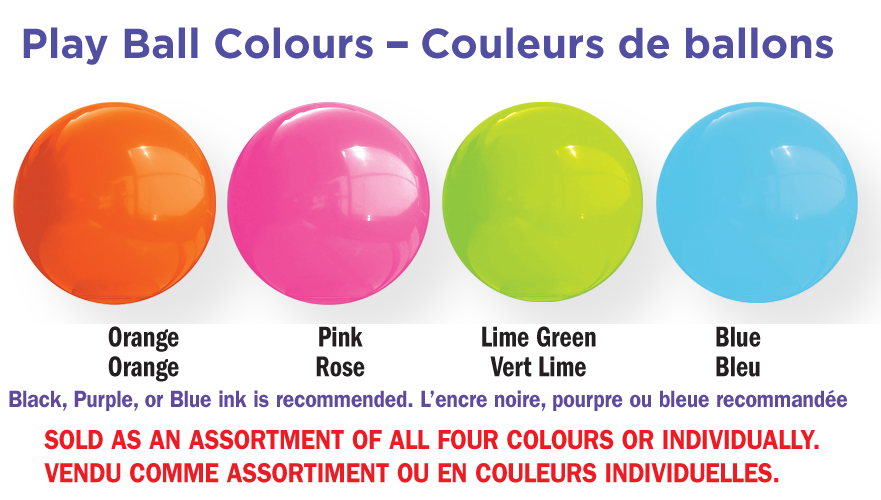 Play Ball Colours – Couleurs de ballons
Orange Pink Lime Green Blue
Orange Rose Vert Lime Bleu
Black, Purple, or Blue ink is recommended. L'encre noire, pourpre ou bleue recommandée
SOLD AS AN ASSORTMENT OF ALL FOUR COLOURS OR INDIVIDUALLY.
VENDU COMME ASSORTIMENT OU EN COULEURS INDIVIDUELLES.